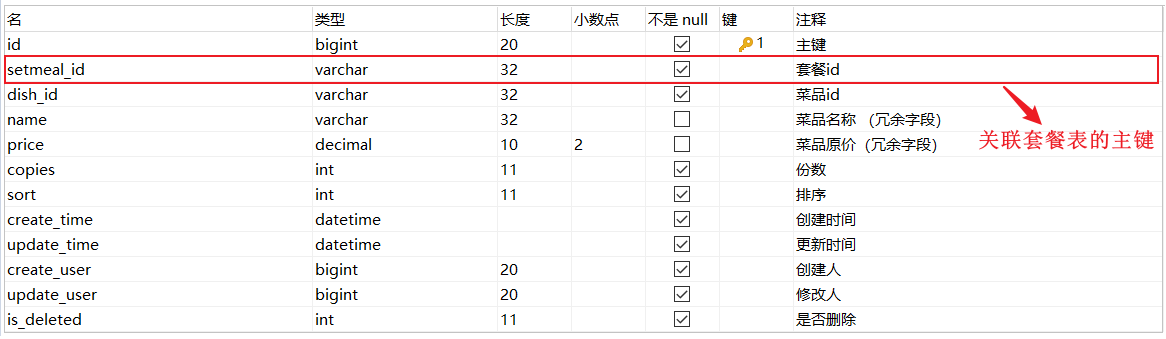 名 类型 长度 小数点 不是 null 键 注释
id bigint 20 1 主键
setmeal_id varchar 32 套餐id
dish_id varchar 32 菜品id
name varchar 32 菜品名称 （冗余字段）
price decimal 10 2 菜品原价（冗余字段）
关联套餐表的主键
copies int 11 份数
sort int 11 排序
create_time datetime 创建时间
update_time datetime 更新时间
create_user bigint 20 创建人
update_user bigint 20 修改人
is_deleted int 11 是否删除